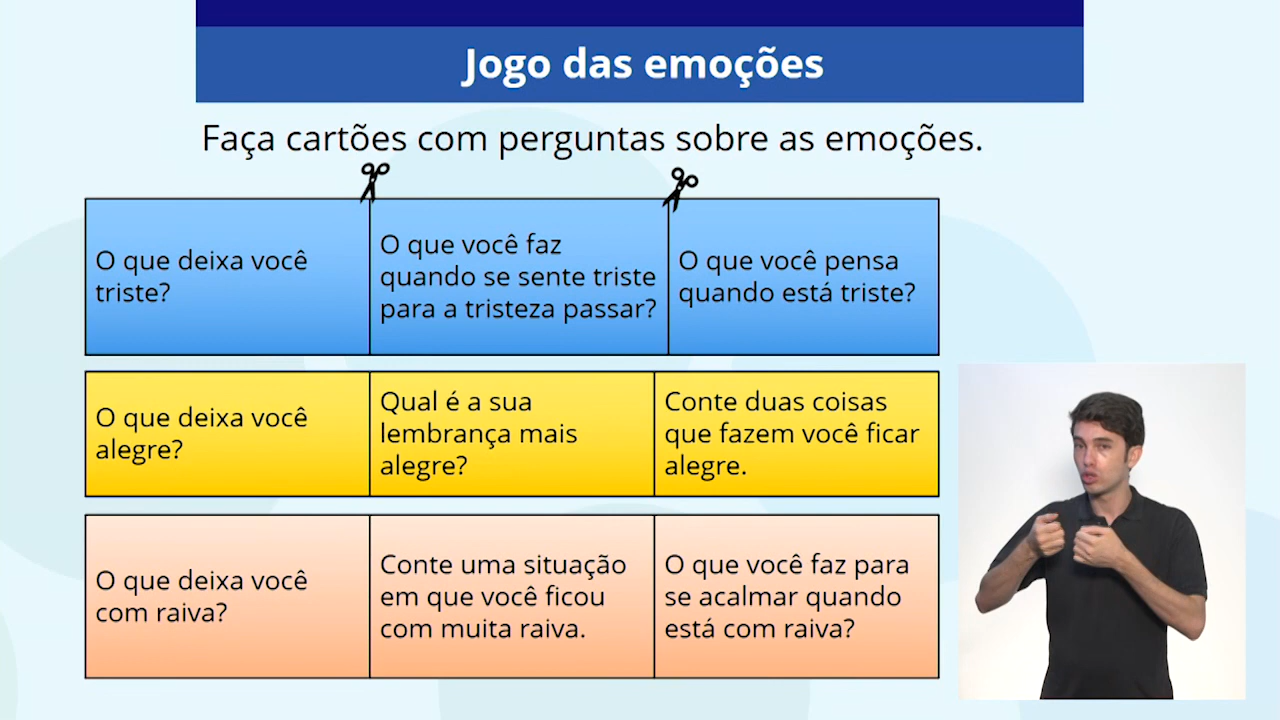 Jogo das emoções
Faça cartões com perguntas sobre as emoções.
O que deixa você
triste?
O que você faz
quando se sente triste
para a tristeza passar?
O que você pensa
quando está triste?
O que deixa você
alegre?
Qual é a sua
lembrança mais
alegre?
Conte duas coisas
que fazem você ficar
alegre.
O que deixa você
com raiva?
Conte uma situação
em que você ficou
com muita raiva.
O que você faz para
se acalmar quando
está com raiva?